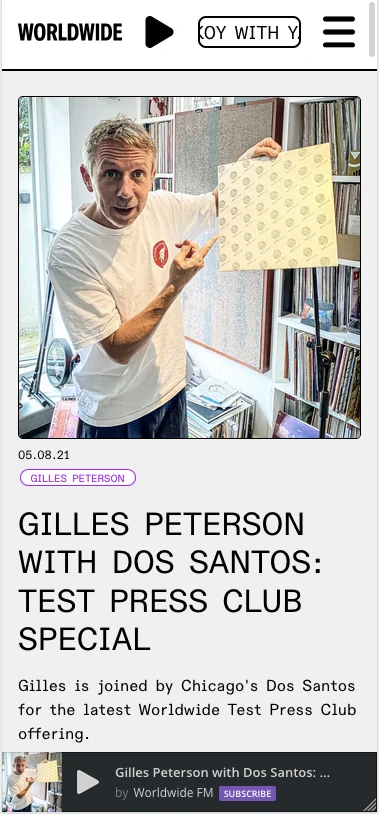 WORLDWIDE
OY WITH Y
05.08.21
GILLES PETERSON
GILLES PETERSON
WITH DOS SANTOS:
TEST PRESS CLUB
SPECIAL
Gilles is joined by Chicago's Dos Santos
for the latest Worldwide Test Press Club
offering.
Gilles Peterson with Dos Santos: ...
by Worldwide FM SUBSCRIBE